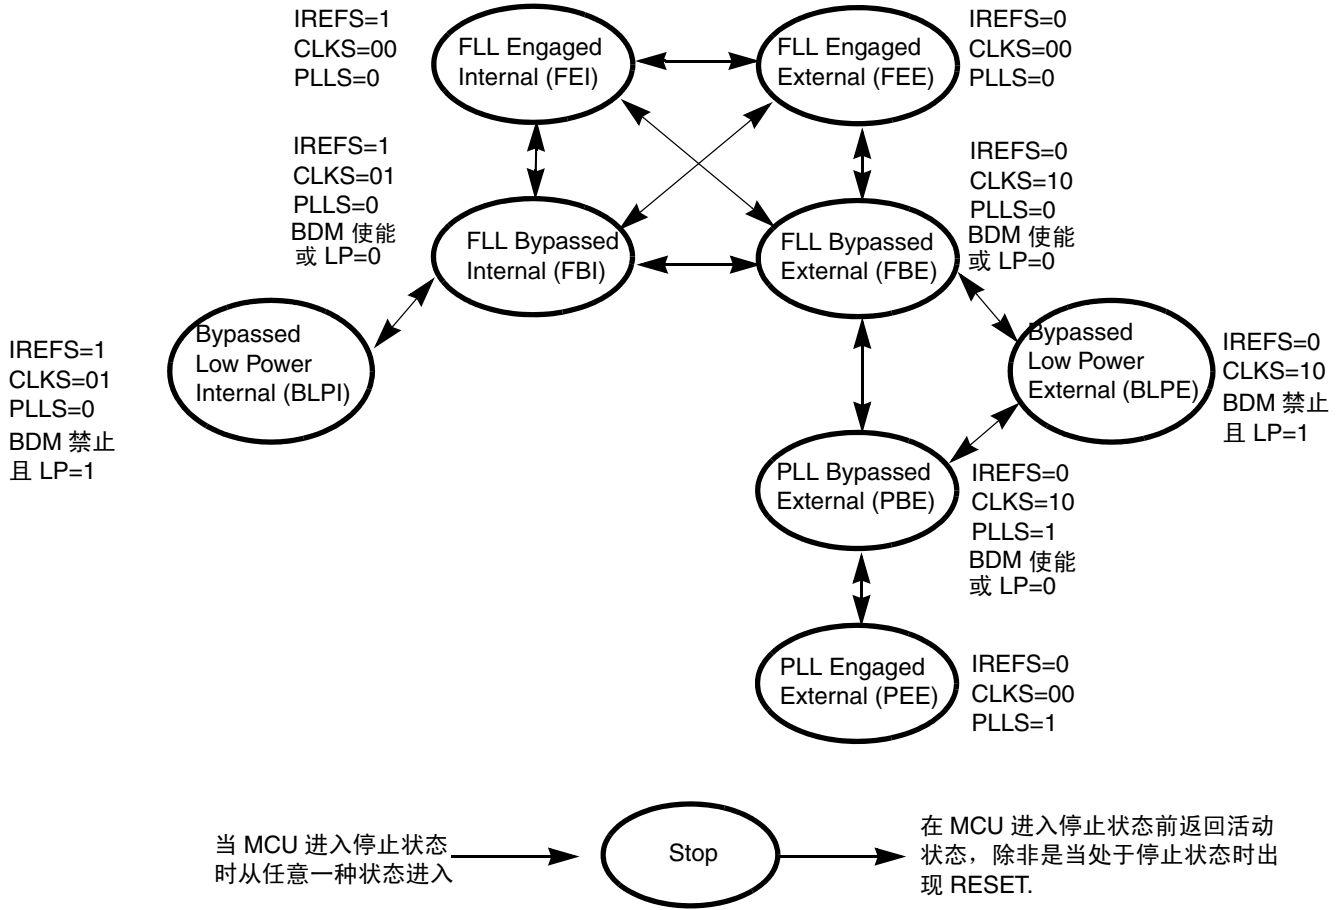 IREFS=1
CLKS=00
PLLS=0
FLL Engaged
Internal (FEI)
FLL Engaged
External (FEE)
IREFS=0
CLKS=00
PLLS=0
IREFS=1
CLKS=01
PLLS=0
BDM 使能
或 LP=0
FLL Bypassed
Internal (FBI)
FLL Bypassed
External (FBE)
IREFS=0
CLKS=10
PLLS=0
BDM 使能
或 LP=0
IREFS=1
CLKS=01
PLLS=0
BDM 禁止
且 LP=1
Bypassed
Low Power
Internal (BLPI)
Bypassed
Low Power
External (BLPE)
IREFS=0
CLKS=10
BDM 禁止
且 LP=1
PLL Bypassed
External (PBE)
IREFS=0
CLKS=10
PLLS=1
BDM 使能
或 LP=0
PLL Engaged
External (PEE)
IREFS=0
CLKS=00
PLLS=1
当 MCU 进入停止状态
时从任意一种状态进入
Stop
在 MCU 进入停止状态前返回活动
状态，除非是当处于停止状态时出
现 RESET.